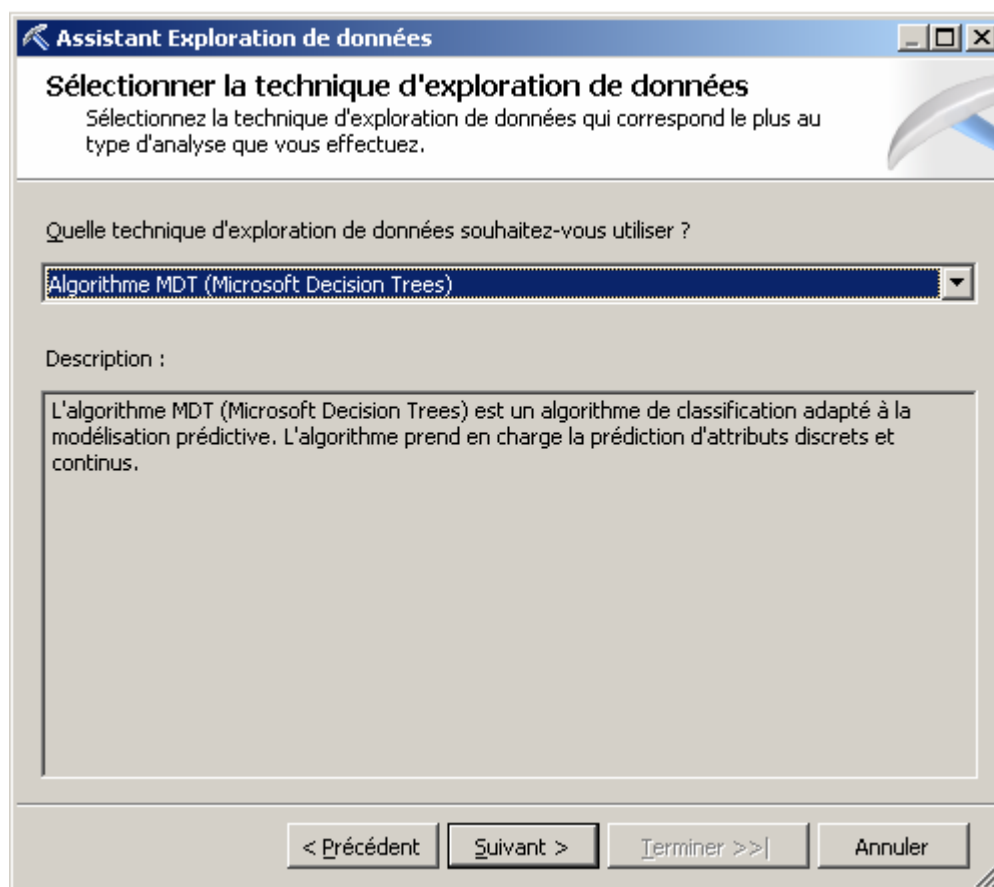 Assistant Exploration de données
Sélectionner la technique d'exploration de données
Sélectionnez la technique d'exploration de données qui correspond le plus au
type d'analyse que vous effectuez.
Quelle technique d'exploration de données souhaitez-vous utiliser ?
Algorithme MDT (Microsoft Decision Trees)
Description :
L'algorithme MDT (Microsoft Decision Trees) est un algorithme de classification adapté à la
modélisation prédictive. L'algorithme prend en charge la prédiction d'attributs discrets et
continus.
< Précédent Suivant > Terminer >>| Annuler